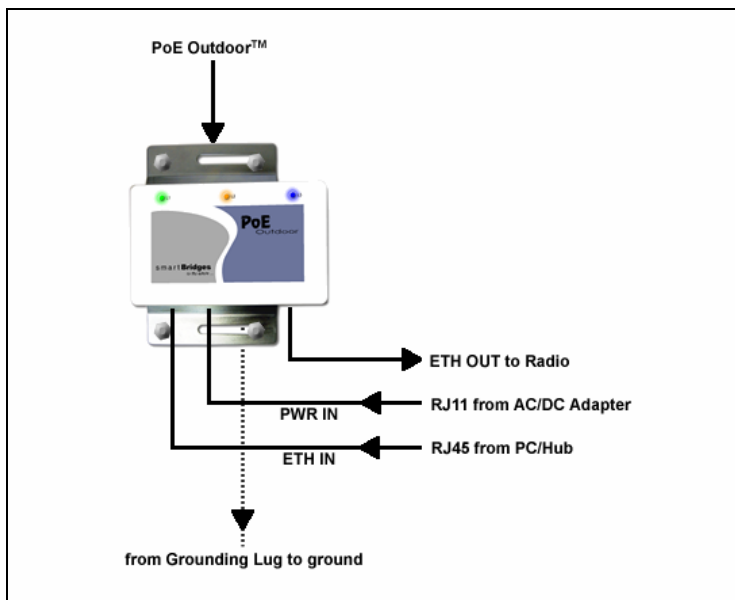 PoE Outdoor™
PoE
Outdoor
smartBridges
ETH OUT to Radio
PWR IN
RJ11 from AC/DC Adapter
ETH IN
RJ45 from PC/Hub
from Grounding Lug to ground